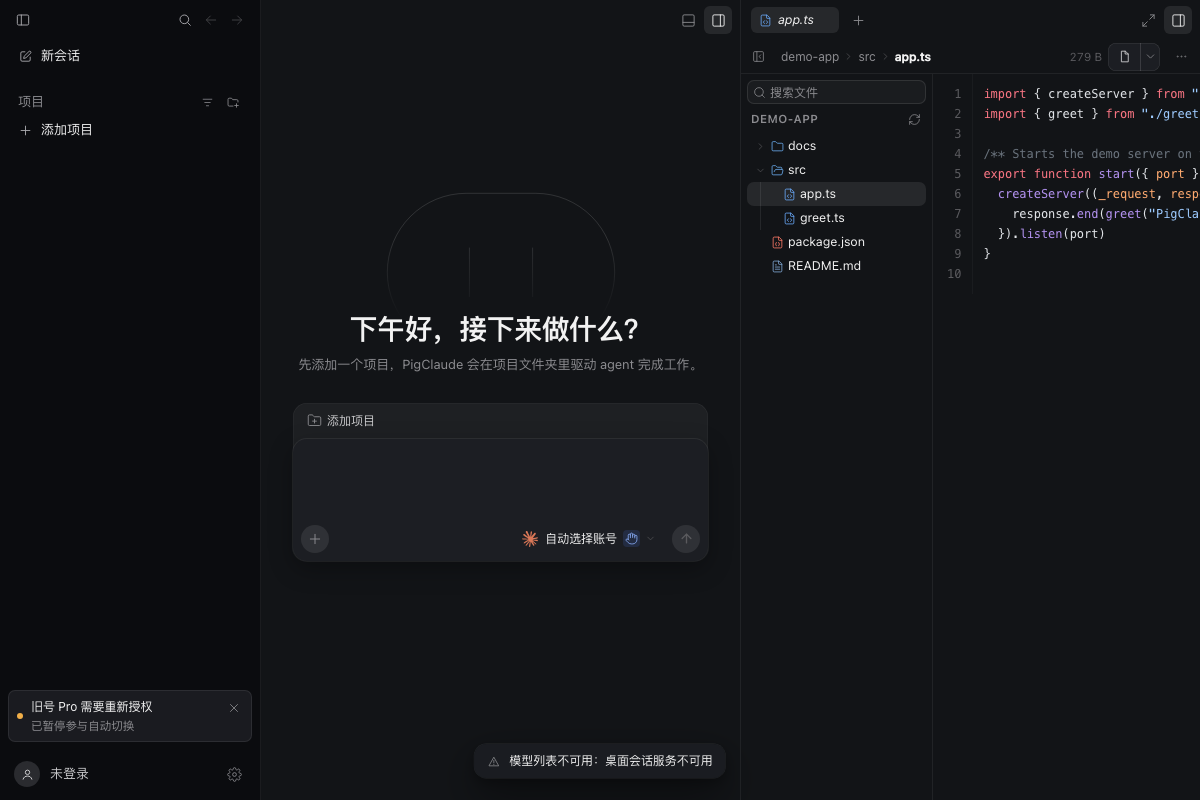 新会话
项目
添加项目
旧号 Pro 需要重新授权
已暂停参与自动切换
未登录
下午好，接下来做什么?
先添加一个项目，PigClaude 会在项目文件夹里驱动 agent 完成工作。
添加项目
自动选择账号
模型列表不可用：桌面会话服务不可用
app.ts
demo-app
src
app.ts
279 B
搜索文件
DEMO-APP
docs
src
app.ts
greet.ts
package.json
README.md
1 import { createServer } from "
2 import { greet } from "./greet
3
4 /** Starts the demo server on
5 export function start({ port }
6 createServer((_request, resp
7 response.end(greet("PigCla
8 }).listen(port)
9 }
10